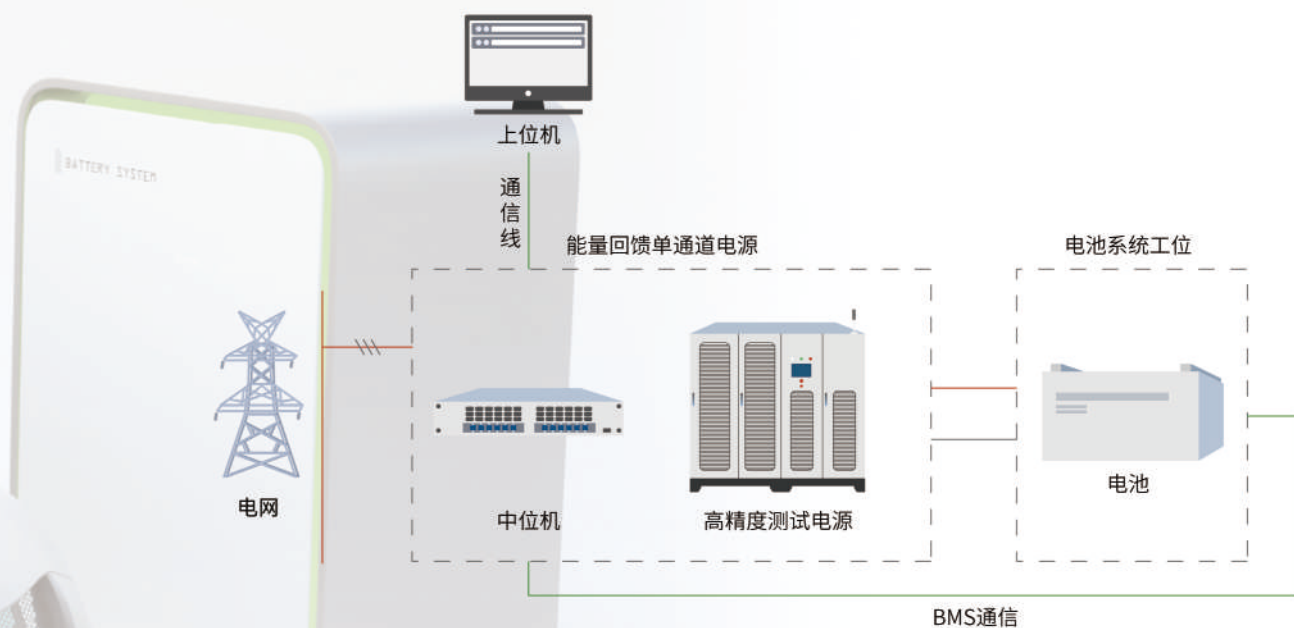 上位机
BATTERY SYSTEM
通信线
能量回馈单通道电源
电池系统工位
电网
中位机
高精度测试电源
电池
BMS通信